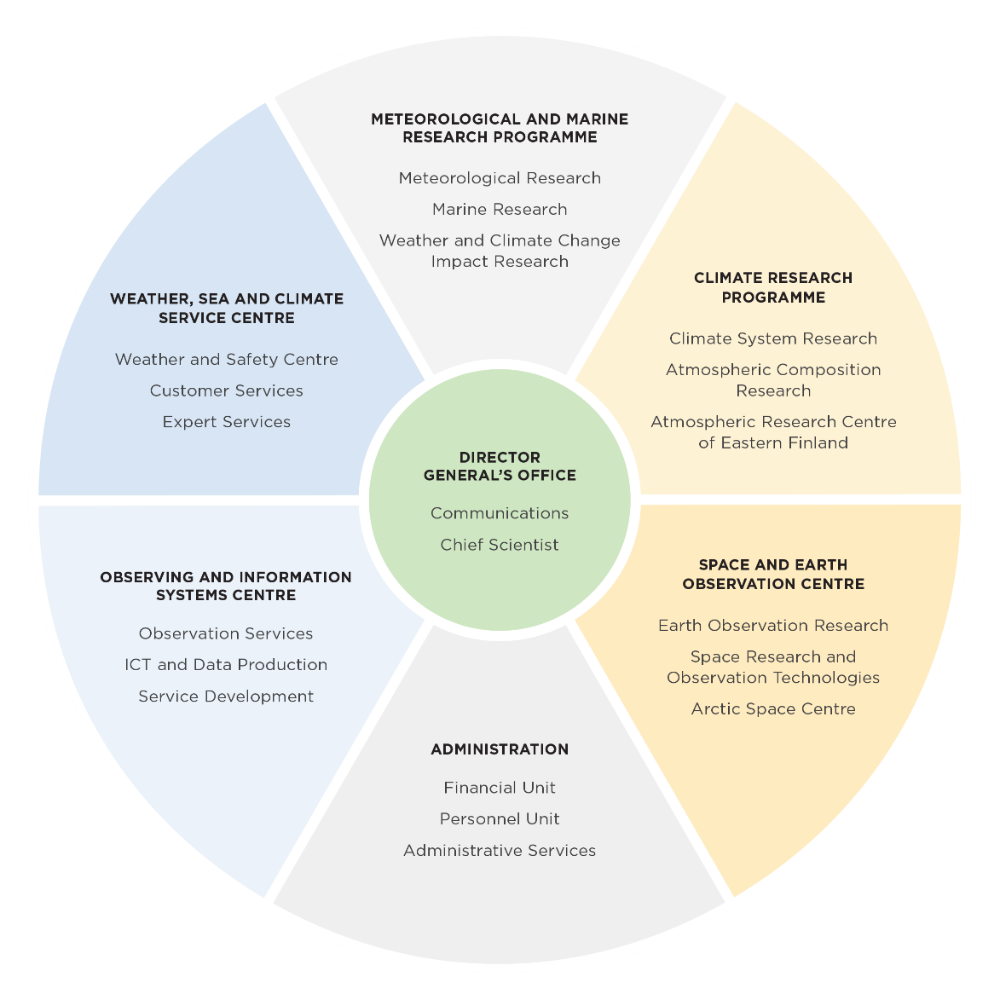 METEOROLOGICAL AND MARINE
RESEARCH PROGRAMME
Meteorological Research
Marine Research
Weather and Climate Change
Impact Research
CLIMATE RESEARCH
PROGRAMME
Climate System Research
Atmospheric Composition
Research
Atmospheric Research Centre
of Eastern Finland
WEATHER, SEA AND CLIMATE
SERVICE CENTRE
Weather and Safety Centre
Customer Services
Expert Services
DIRECTOR
GENERAL’S OFFICE
Communications
Chief Scientist
OBSERVING AND INFORMATION
SYSTEMS CENTRE
Observation Services
ICT and Data Production
Service Development
SPACE AND EARTH
OBSERVATION CENTRE
Earth Observation Research
Space Research and
Observation Technologies
Arctic Space Centre
ADMINISTRATION
Financial Unit
Personnel Unit
Administrative Services